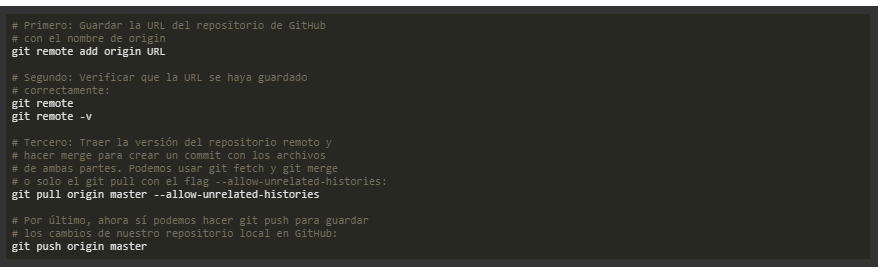 # Primero: Guardar la URL del repositorio de GitHub
# con el nombre de origin
git remote add origin URL
# Segundo: Verificar que la URL se haya guardado
# correctamente:
git remote
git remote -v
# Tercero: Traer la versión del repositorio remoto y
# hacer merge para crear un commit con los archivos
# de ambas partes. Podemos usar git fetch y git merge
# o solo el git pull con el flag --allow-unrelated-histories:
git pull origin master --allow-unrelated-histories
# Por último, ahora sí podemos hacer git push para guardar
# los cambios de nuestro repositorio local en GitHub:
git push origin master